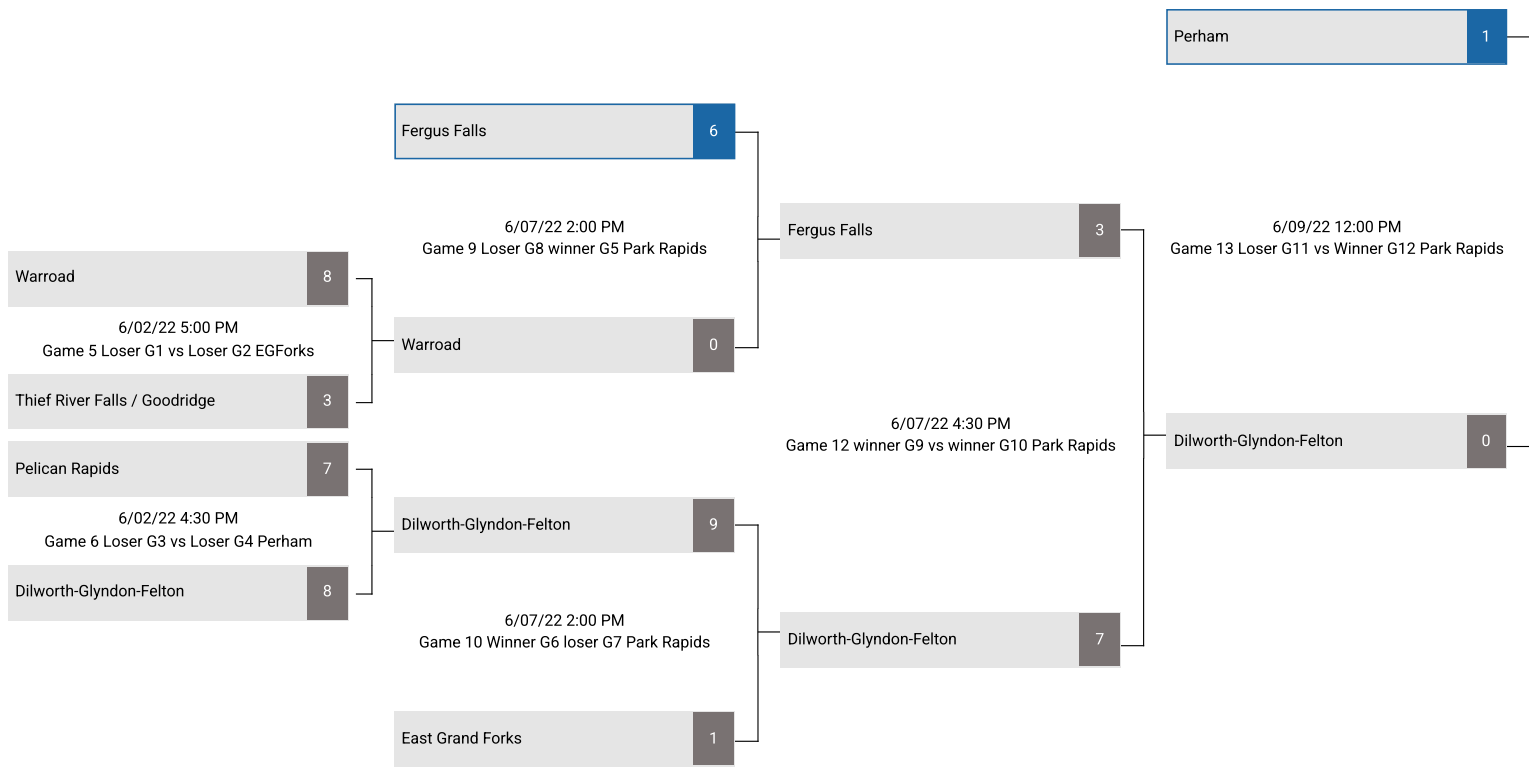 Perham 1
Fergus Falls 6
6/07/22 2:00 PM
Game 9 Loser G8 winner G5 Park Rapids
Fergus Falls 3
6/09/22 12:00 PM
Game 13 Loser G11 vs Winner G12 Park Rapids
Warroad 8
6/02/22 5:00 PM
Game 5 Loser G1 vs Loser G2 EGForks
Warroad 0
Thief River Falls / Goodridge 3
6/07/22 4:30 PM
Game 12 winner G9 vs winner G10 Park Rapids
Dilworth-Glyndon-Felton 0
Pelican Rapids 7
6/02/22 4:30 PM
Game 6 Loser G3 vs Loser G4 Perham
Dilworth-Glyndon-Felton 9
Dilworth-Glyndon-Felton 8
6/07/22 2:00 PM
Game 10 Winner G6 loser G7 Park Rapids
Dilworth-Glyndon-Felton 7
East Grand Forks 1